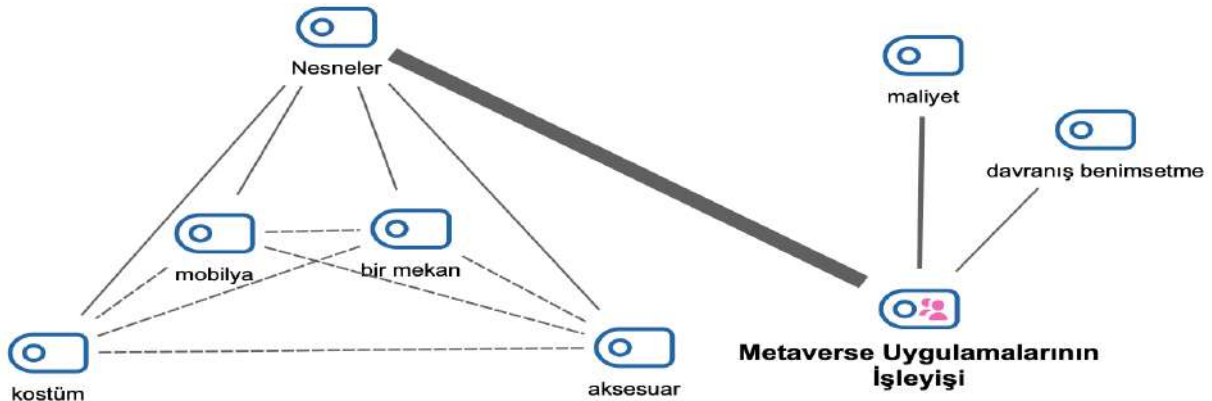 Nesneler
maliyet
davranış benimsetme
mobilya
bir mekan
kostüm
aksesuar
Metaverse Uygulamalarının
İşleyişi